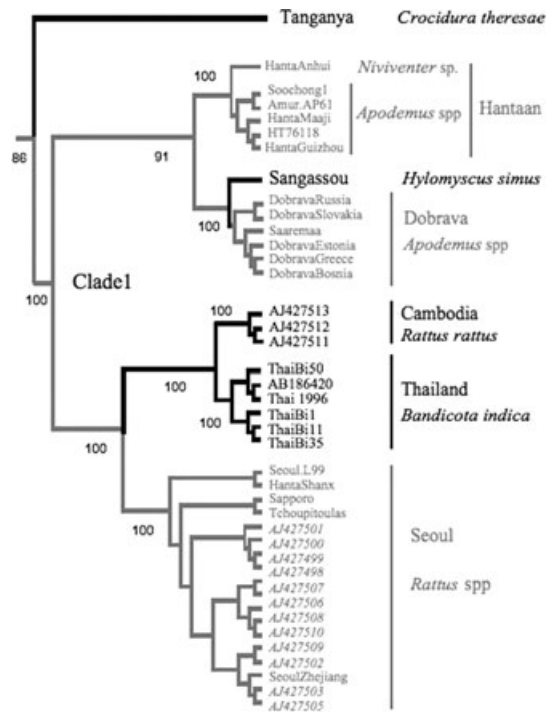 Tanganya Crocidura theresae
100 HantaAnhui Niviventer sp.
Soochong1
Amur.AP61
HantaMaaji Apodemus spp Hantaan
HT76118
86 91 HantaGuizhou
Sangassou Hylomyscus simus
DobravaRussia
100 DobravaSlovakia Dobrava
Saaremaa
DobravaEstonia Apodemus spp
DobravaGreece
DobravaBosnia
100 Clade1
100 AJ427513 Cambodia
AJ427512
AJ427511 Rattus rattus
100 ThaiBi50
AB186420 Thailand
Thai 1996
100 ThaiBi1 Bandicota indica
ThaiBi11
100 ThaiBi35
Seoul.L99
HantaShanx
Sapporo
100 Tchoupitoulas
AJ427501 Seoul
AJ427500
AJ427499
AJ427498
AJ427507 Rattus spp
AJ427506
AJ427508
AJ427510
AJ427509
AJ427502
SeoulZhejiang
AJ427503
AJ427505